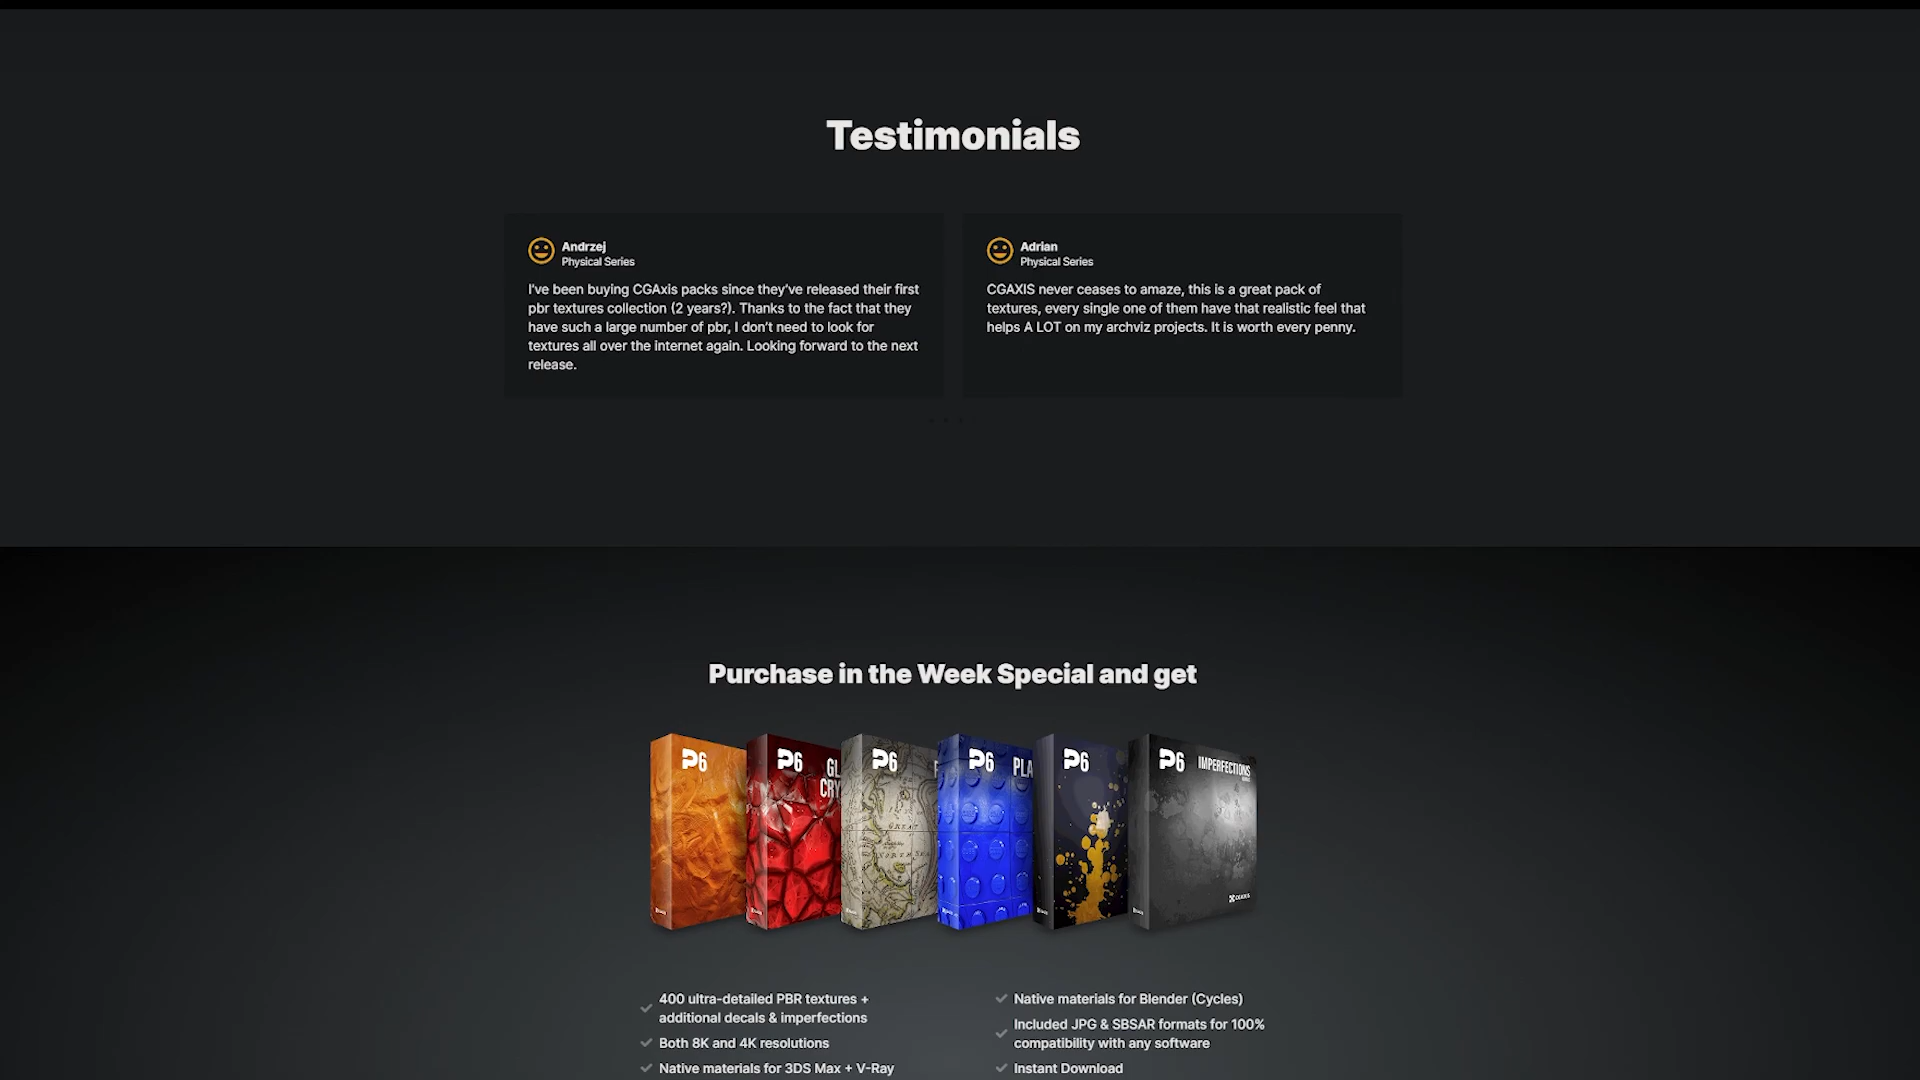 Testimonials
Andrzej
Physical Series
I've been buying CGAxis packs since they've released their first
pbr textures collection (2 years?). Thanks to the fact that they
have such a large number of pbr, I don't need to look for
textures all over the internet again. Looking forward to the next
release.
Adrian
Physical Series
CGAXIS never ceases to amaze, this is a great pack of
textures, every single one of them have that realistic feel that
helps A LOT on my archviz projects. It is worth every penny.
Purchase in the Week Special and get
P6
P6
GL
CRY
P6
P6
PLA
P6
P6
IMPERFECTIONS
CGAXIS
400 ultra-detailed PBR textures +
additional decals & imperfections
Both 8K and 4K resolutions
Native materials for 3DS Max + V-Ray
Native materials for Blender (Cycles)
Included JPG & SBSAR formats for 100%
compatibility with any software
Instant Download